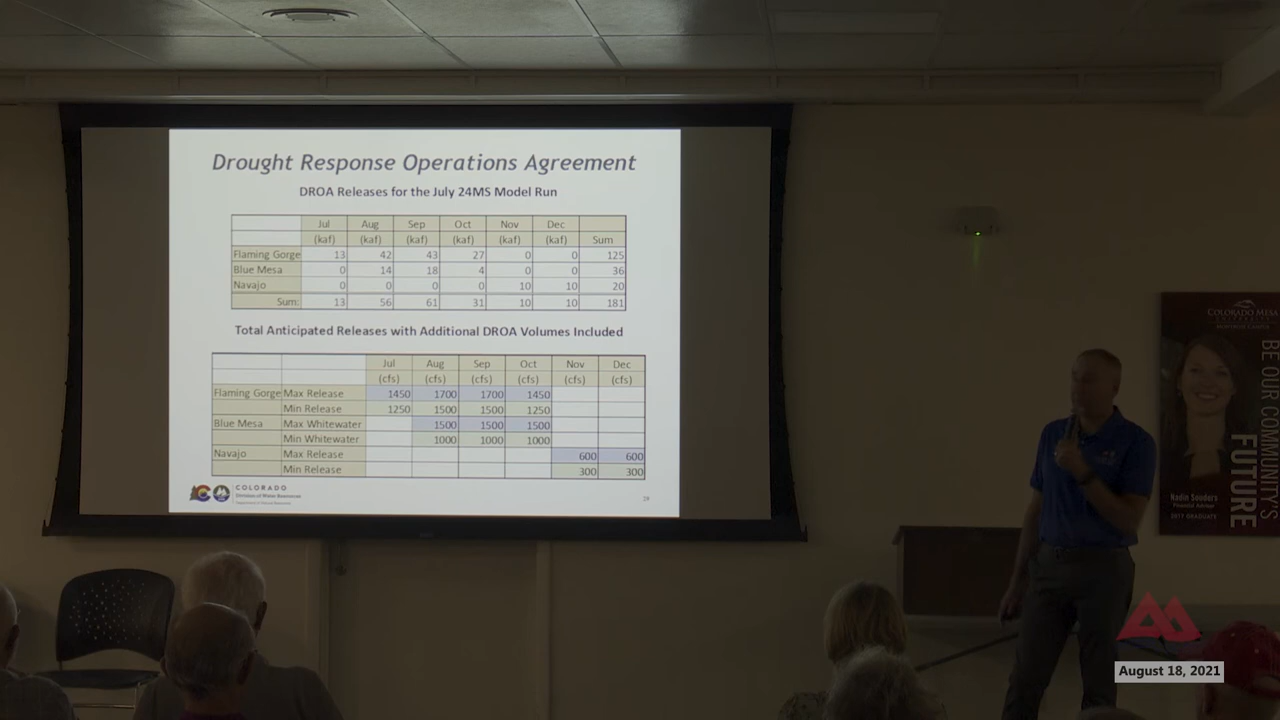 Drought Response Operations Agreement
DROA Releases for the July 24MS Model Run
Jul Aug Sep Oct Nov Dec
(kaf) (kaf) (kaf) (kaf) (kaf) (kaf) Sum
Flaming Gorge 13 42 43 27 0 0 125
Blue Mesa 0 14 18 4 0 0 36
Navajo 0 0 0 0 10 10 20
Sum: 13 56 61 31 10 10 181
Total Anticipated Releases with Additional DROA Volumes Included
Jul Aug Sep Oct Nov Dec
(cfs) (cfs) (cfs) (cfs) (cfs) (cfs)
Flaming Gorge Max Release 1450 1700 1700 1450
Min Release 1250 1500 1500 1250
Blue Mesa Max Whitewater 1500 1500 1500
Min Whitewater 1000 1000 1000
Navajo Max Release 600 600
Min Release 300 300
COLORADO
Division of Water Resources
COLORADO MESA
BE OUR COMMUNITY'S
FUTURE
Financial Advisor
2017 GRADUATE
August 18, 2021